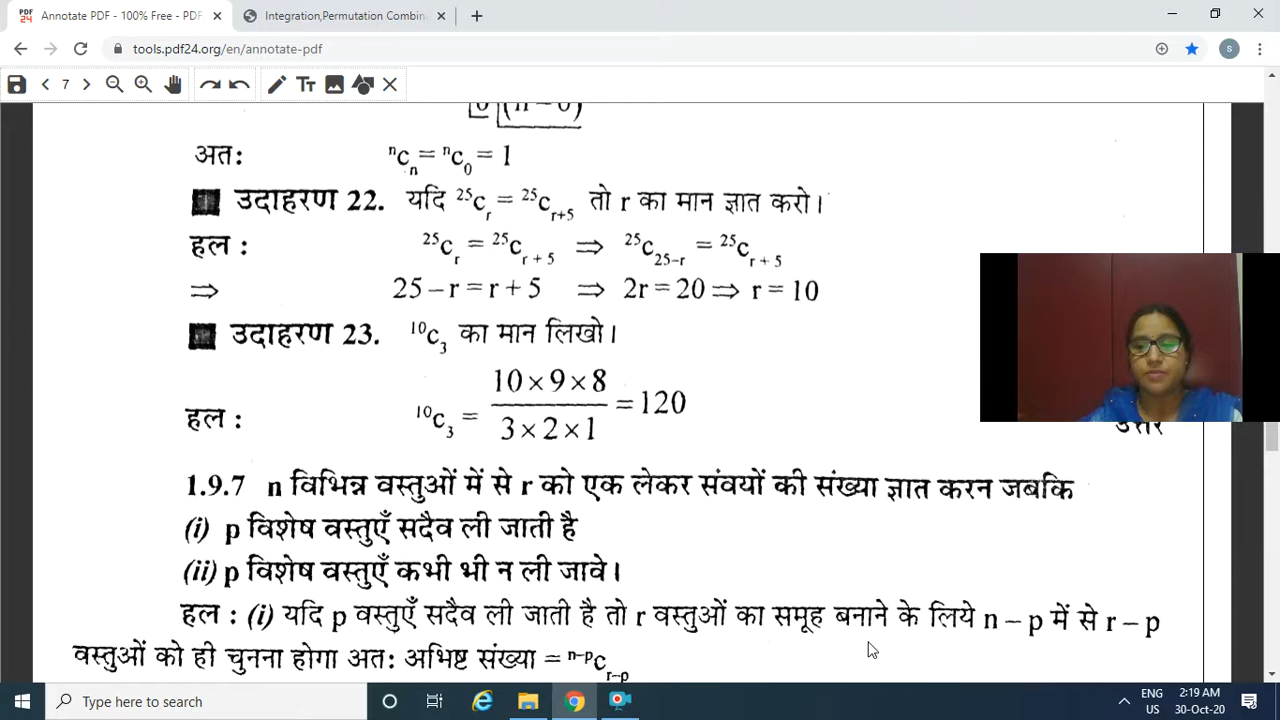 Annotate PDF - 100% Free - PDF
Integration,Permutation Combin
tools.pdf24.org/en/annotate-pdf
S
7
अतः ⁿcₙ = ⁿc₀ = 1
उदाहरण 22. यदि ²⁵cᵣ = ²⁵cᵣ₊₅ तो r का मान ज्ञात करो।
हल : ²⁵cᵣ = ²⁵cᵣ₊₅ ⇒ ²⁵c₂₅₋ᵣ = ²⁵cᵣ₊₅
⇒ 25 – r = r + 5 ⇒ 2r = 20 ⇒ r = 10
उदाहरण 23. ¹⁰c₃ का मान लिखो।
हल : ¹⁰c₃ = 10 × 9 × 8 / 3 × 2 × 1 = 120 उत्तर
1.9.7 n विभिन्न वस्तुओं में से r को एक लेकर संवयों की संख्या ज्ञात करन जबकि
(i) p विशेष वस्तुएँ सदैव ली जाती है
(ii) p विशेष वस्तुएँ कभी भी न ली जावे।
हल : (i) यदि p वस्तुएँ सदैव ली जाती है तो r वस्तुओं का समूह बनाने के लिये n – p में से r – p
वस्तुओं को ही चुनना होगा अतः अभिष्ट संख्या = ⁿ⁻ᵖcᵣ₋ₚ
Type here to search
ENG
US
2:19 AM
30-Oct-20